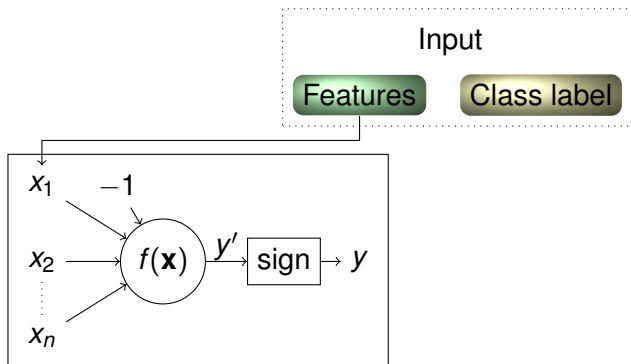 Input
Features Class label
x₁
−1
x₂ f(𝐱) y′ sign y
xₙ